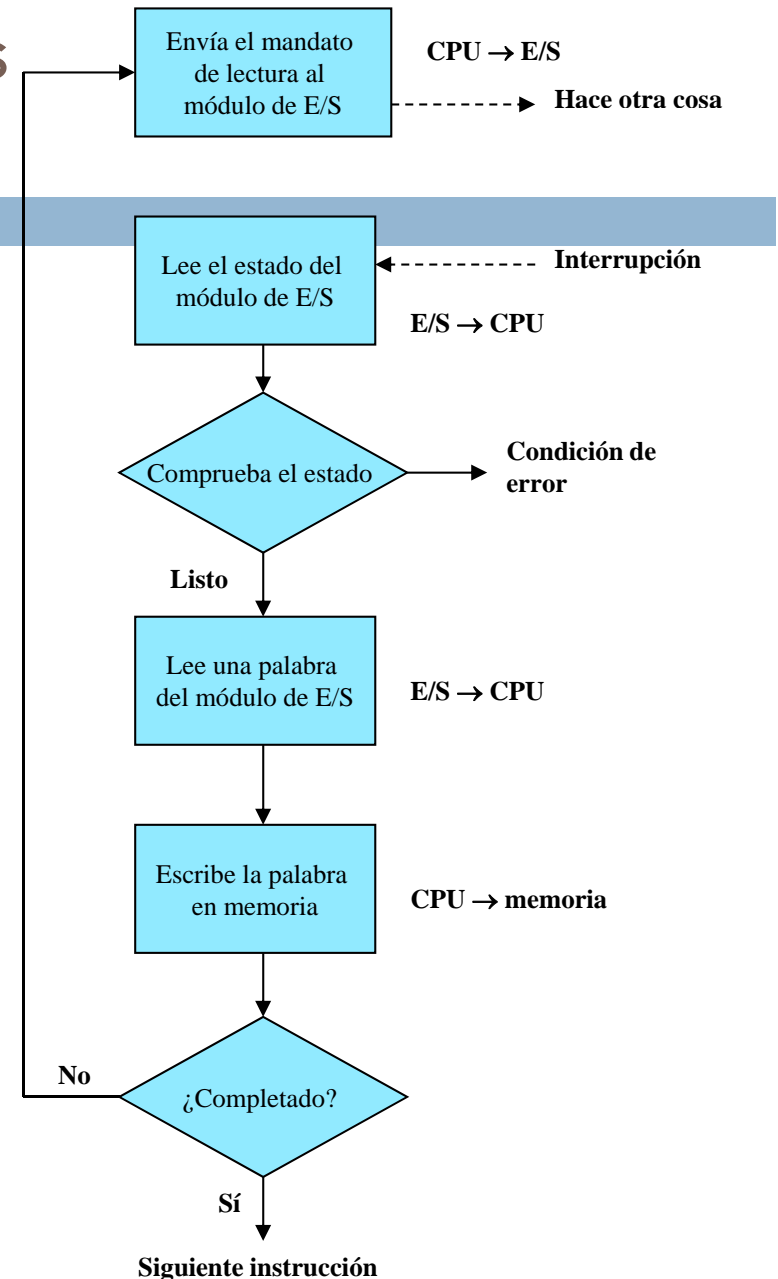 S
Envía el mandato
de lectura al
módulo de E/S
CPU → E/S
Hace otra cosa
Lee el estado del
módulo de E/S
Interrupción
E/S → CPU
Comprueba el estado
Condición de
error
Listo
Lee una palabra
del módulo de E/S
E/S → CPU
Escribe la palabra
en memoria
CPU → memoria
No
¿Completado?
Sí
Siguiente instrucción